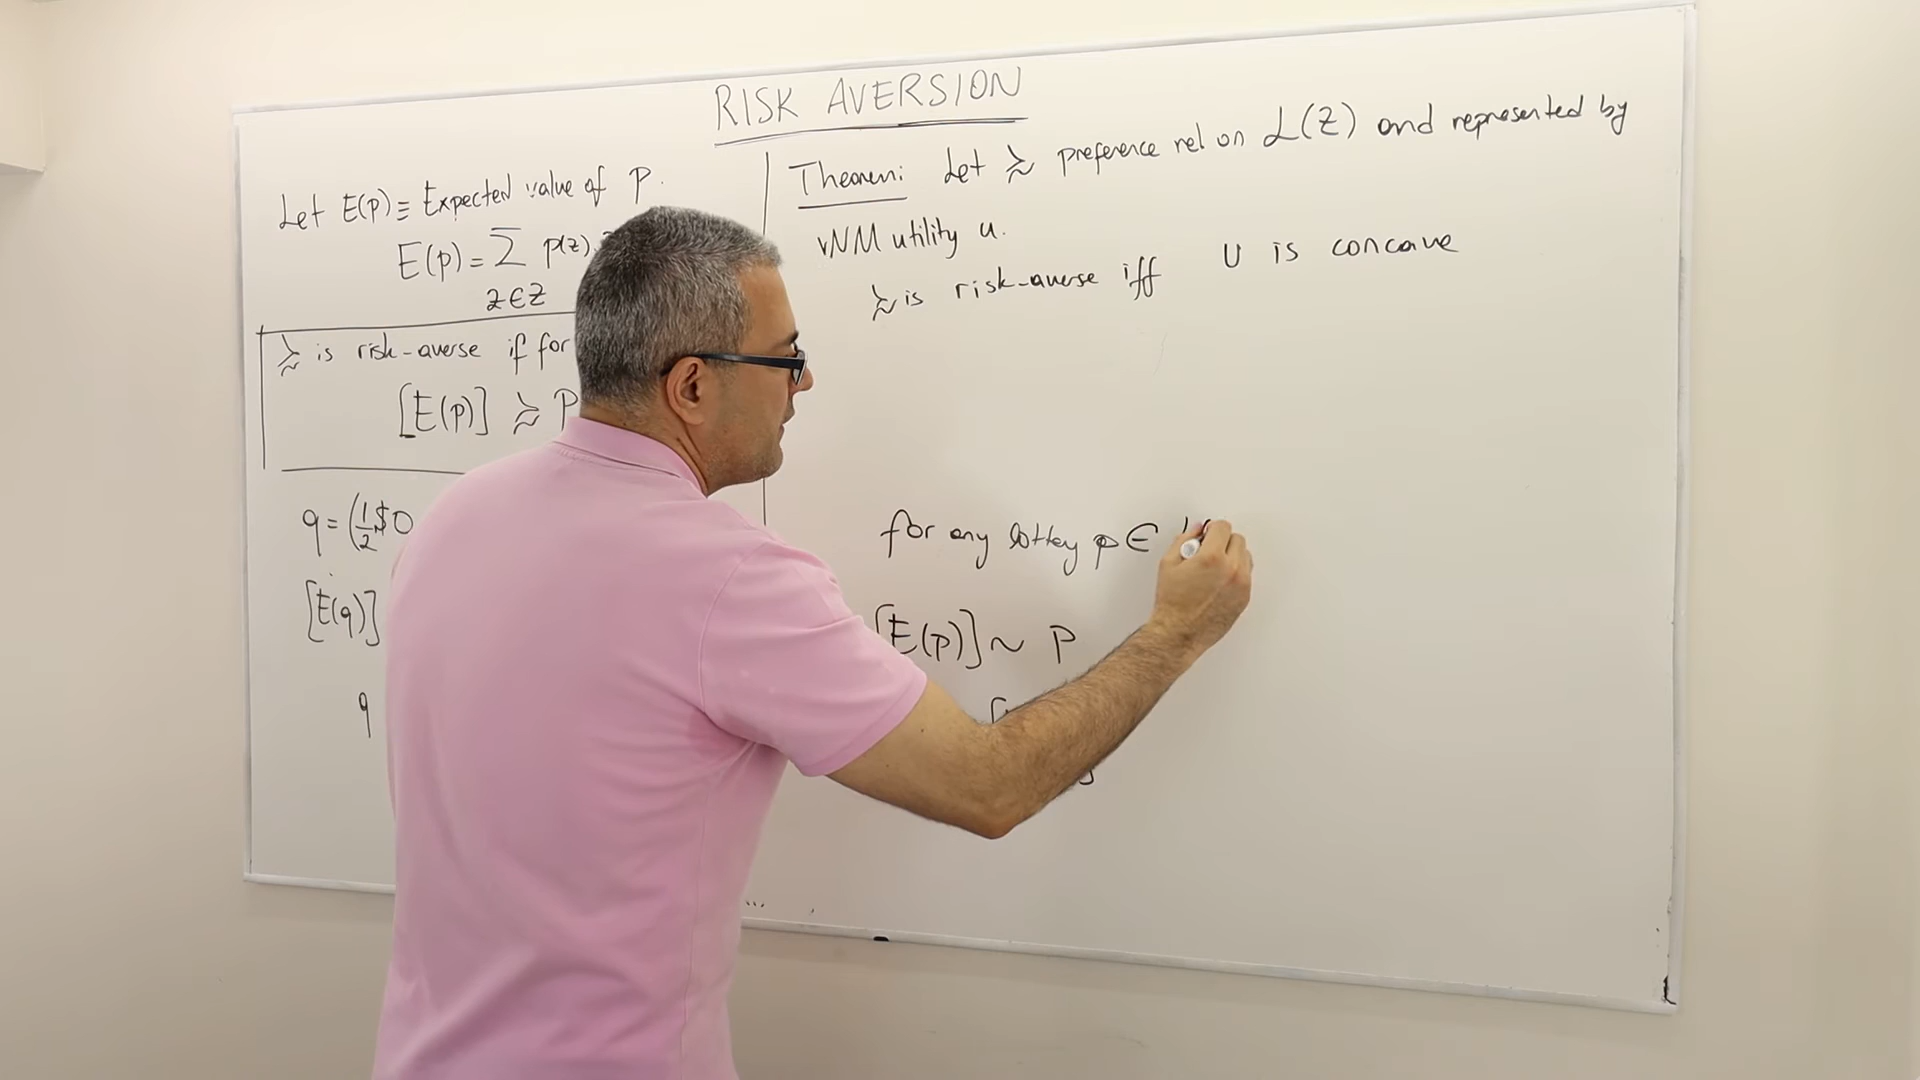 RISK AVERSION
Let E(p) ≡ Expected value of p.
E(p) = ∑ p(z).
z∈Z
≿ is risk-averse if for
[E(p)] ≿ p
q = (½$0
[E(q)]
q
Theorem: Let ≿ preference rel on L(Z) and represented by
vNM utility u.
≿ is risk-averse iff U is concave
for any lottery p ∈
[E(p)] ~ p